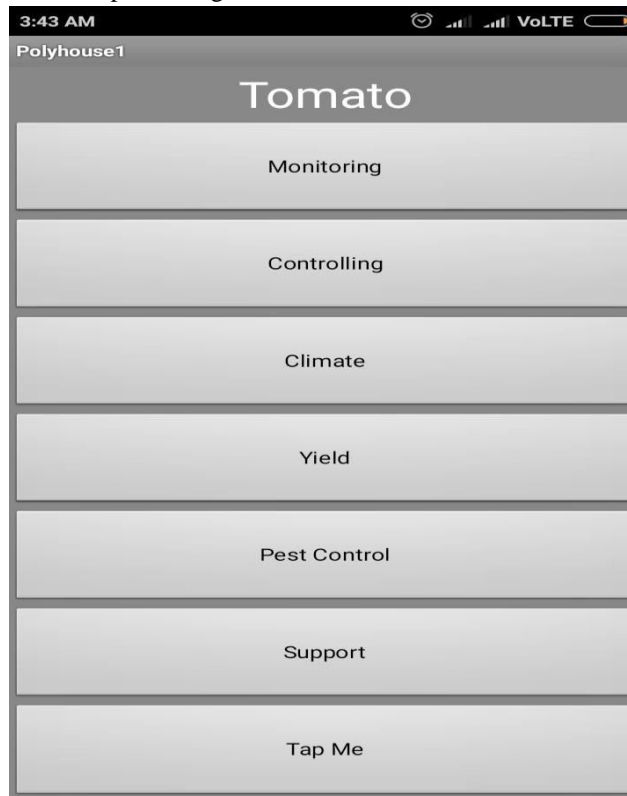 3:43 AM VoLTE
Polyhouse1
Tomato
Monitoring
Controlling
Climate
Yield
Pest Control
Support
Tap Me